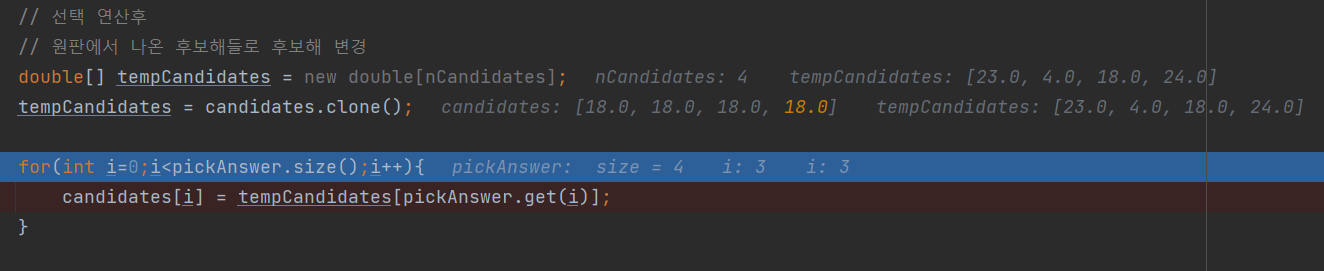 // 선택 연산후
// 원판에서 나온 후보해들로 후보해 변경
double[] tempCandidates = new double[nCandidates]; nCandidates: 4 tempCandidates: [23.0, 4.0, 18.0, 24.0]
tempCandidates = candidates.clone(); candidates: [18.0, 18.0, 18.0, 18.0] tempCandidates: [23.0, 4.0, 18.0, 24.0]
for(int i=0;i<pickAnswer.size();i++){ pickAnswer: size = 4 i: 3 i: 3
candidates[i] = tempCandidates[pickAnswer.get(i)];
}